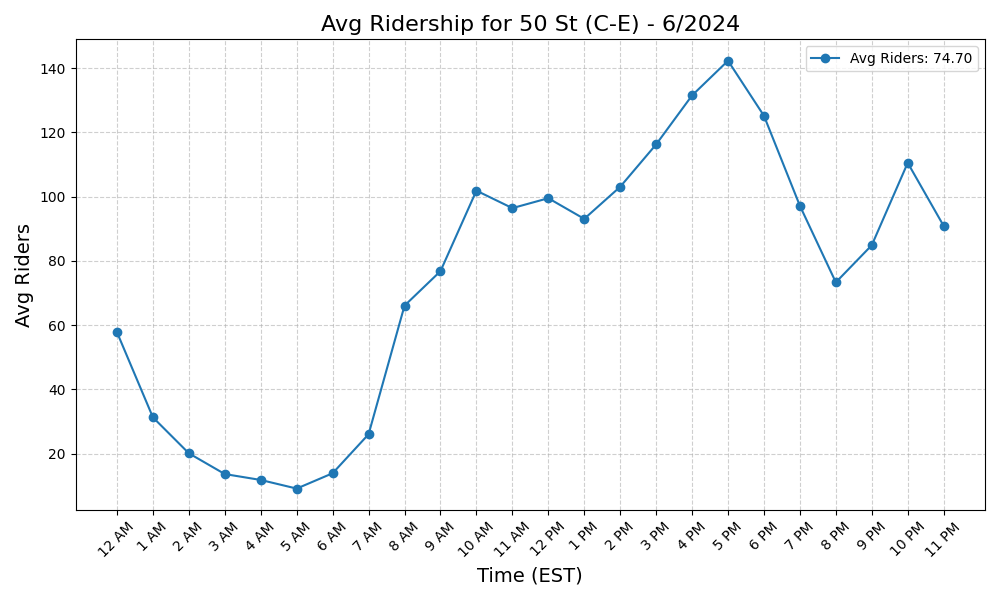 Avg Ridership for 50 St (C-E) - 6/2024
Avg Riders: 74.70
Avg Riders
140
120
100
80
60
40
20
12 AM
1 AM
2 AM
3 AM
4 AM
5 AM
6 AM
7 AM
8 AM
9 AM
10 AM
11 AM
12 PM
1 PM
2 PM
3 PM
4 PM
5 PM
6 PM
7 PM
8 PM
9 PM
10 PM
11 PM
Time (EST)